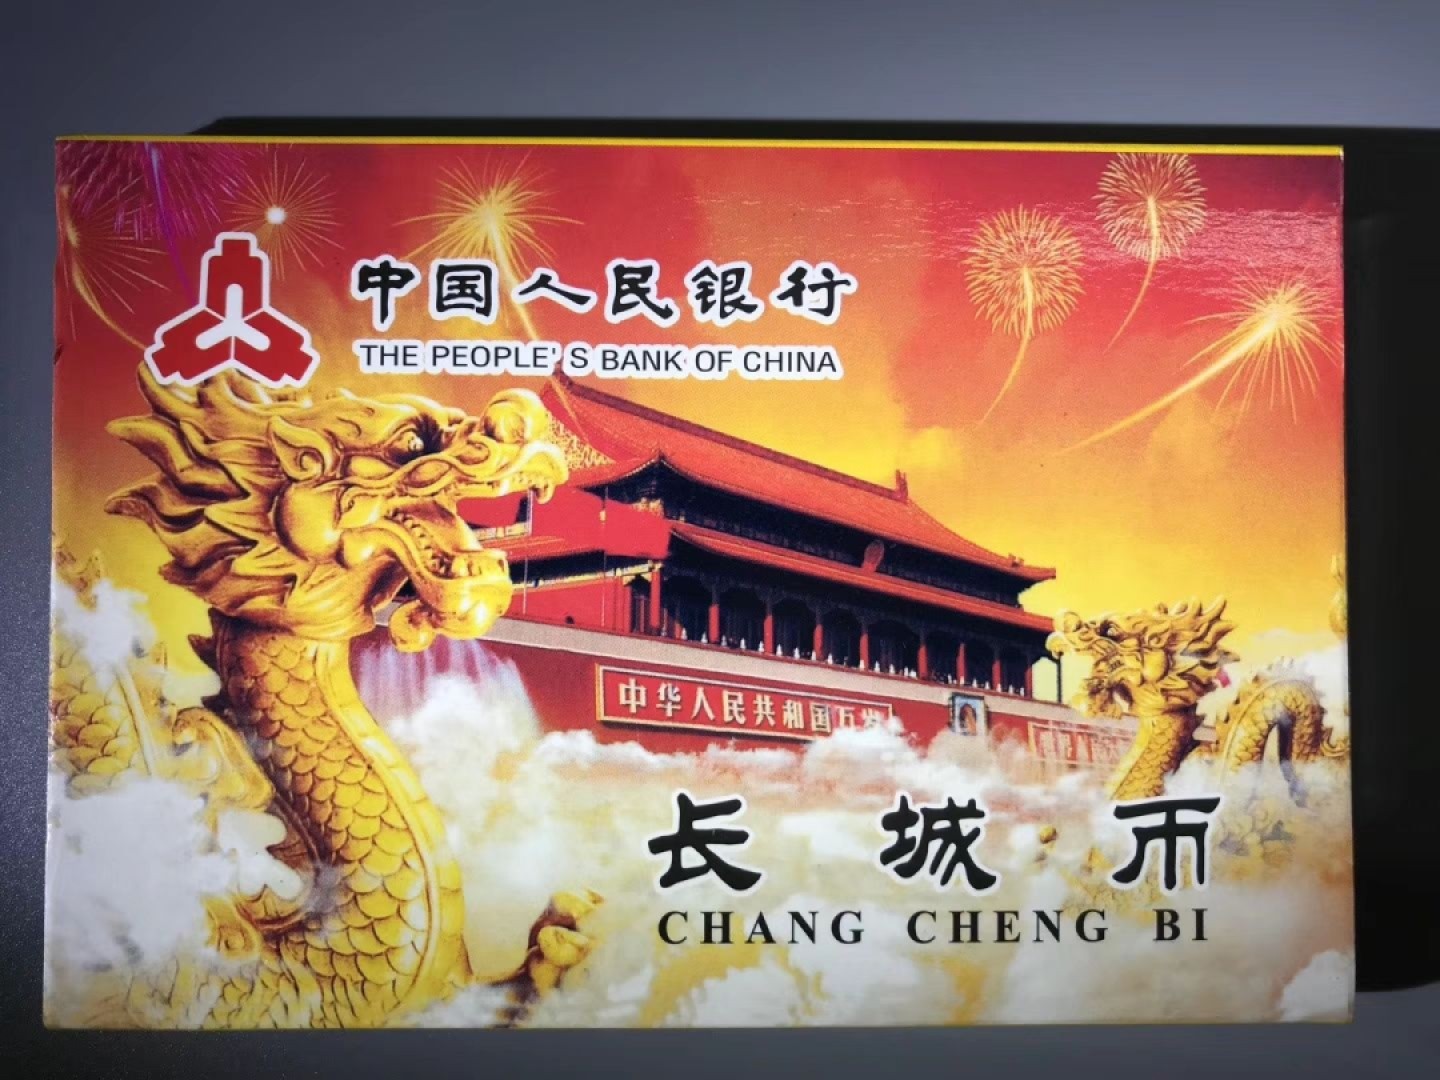 中国人民银行
THE PEOPLE' S BANK OF CHINA
中华人民共和国万岁
长城币
CHANG CHENG BI